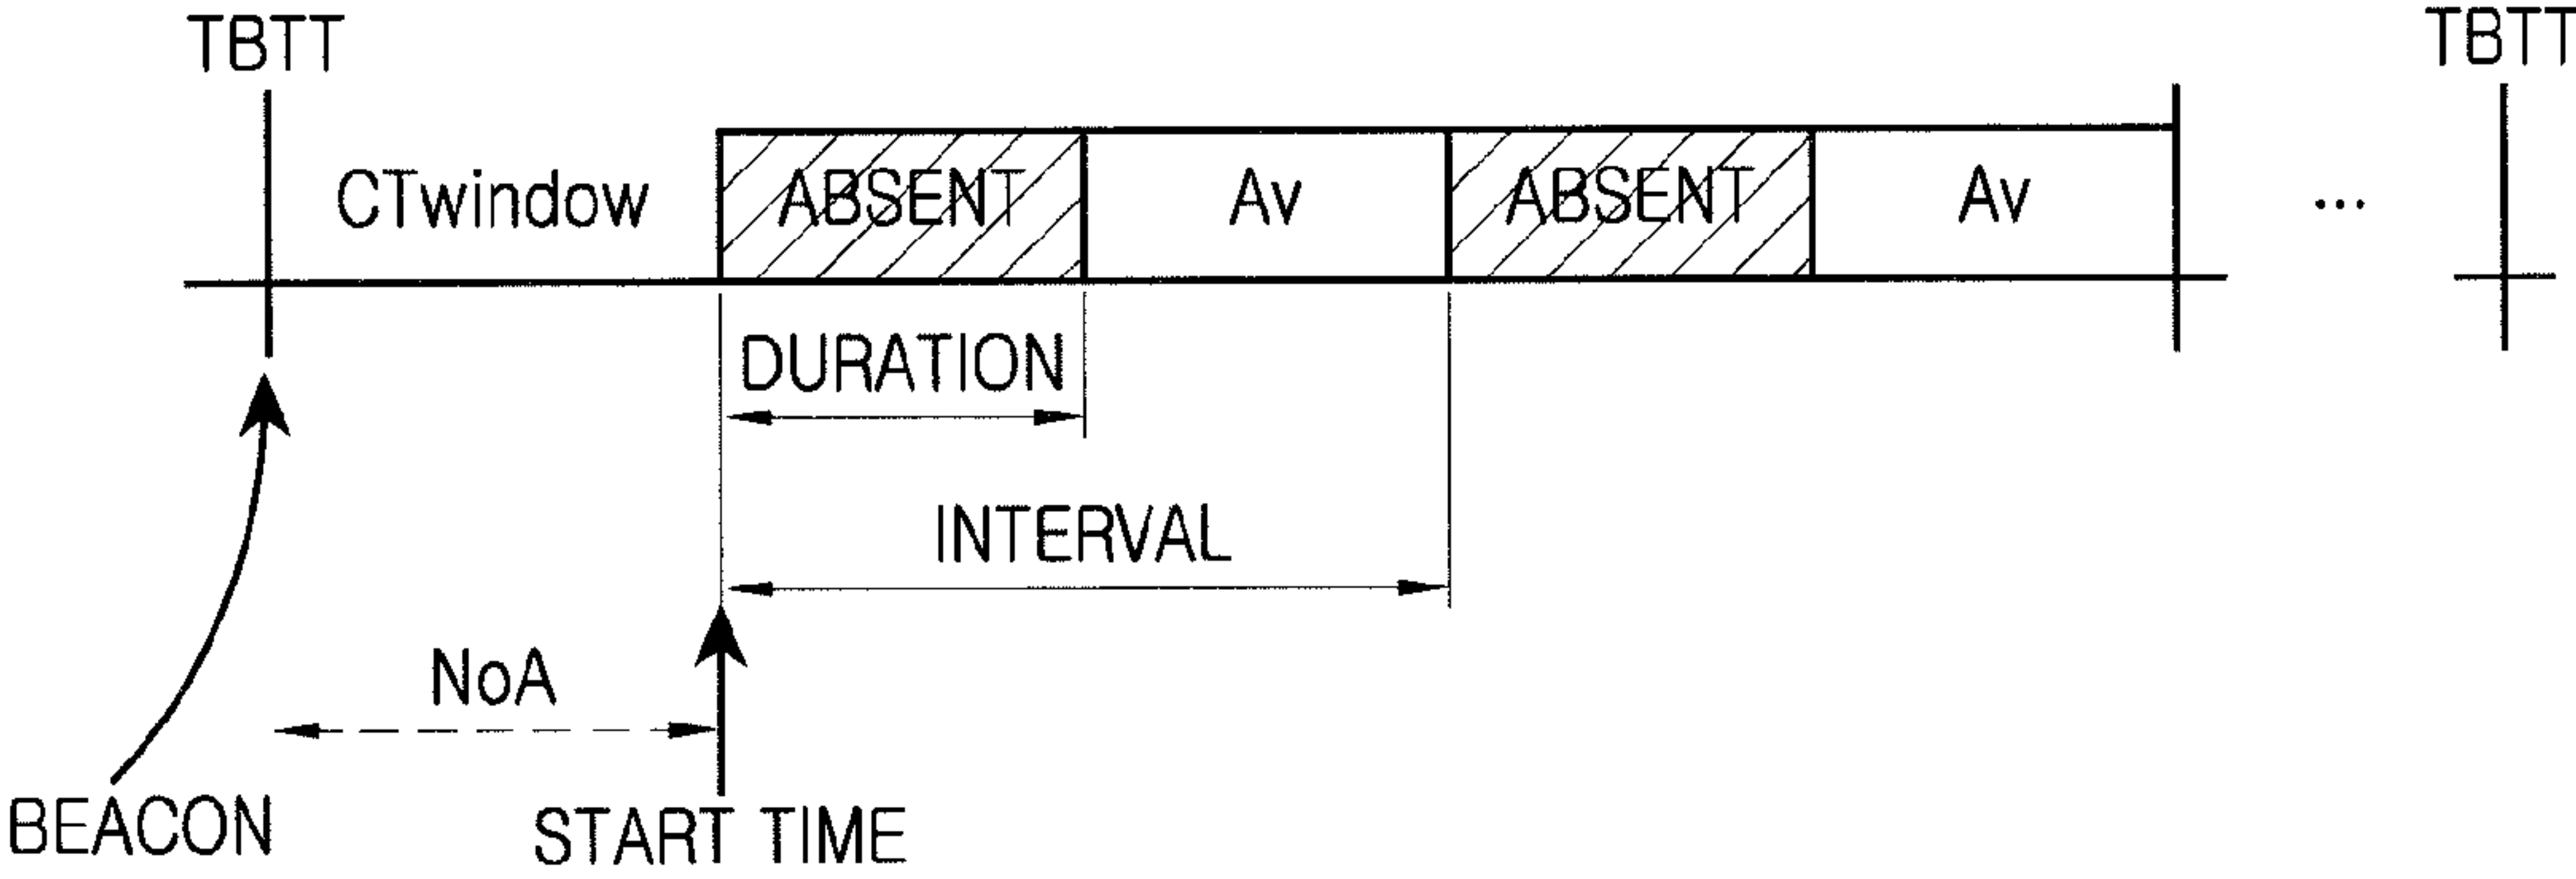 TBTT
TBTT
CTwindow
ABSENT
Av
ABSENT
Av
...
DURATION
INTERVAL
NoA
BEACON
START TIME